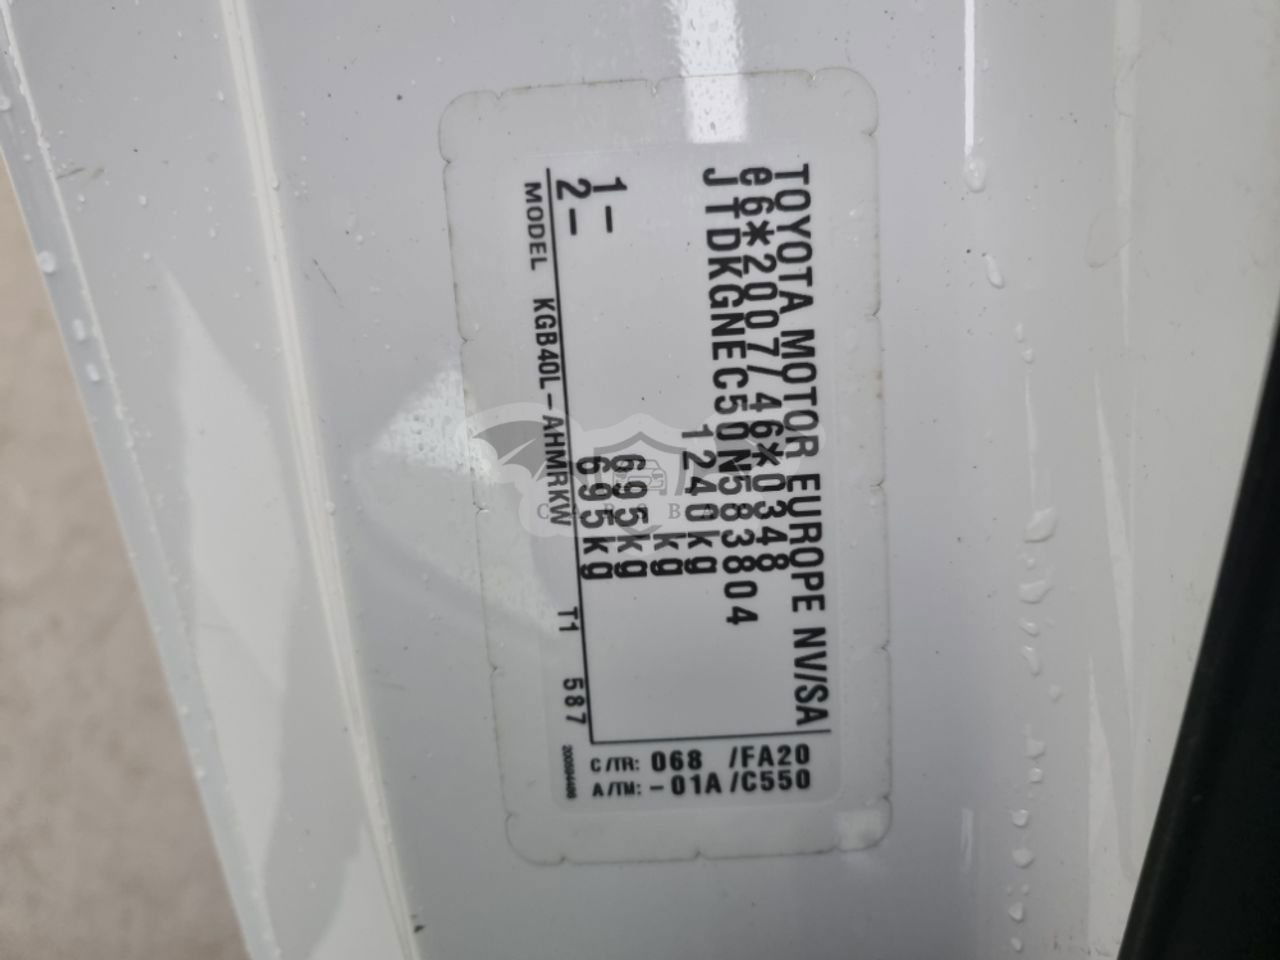 TOYOTA MOTOR EUROPE NV/SA
e6*2007/46*0348
JTDKGNEC50N583804
1240kg
kg
1- 695kg
2- 695kg
MODEL KGB40L-AHMRKW T1 587
C/TR: 068 /FA20
A/TM: -01A /C550